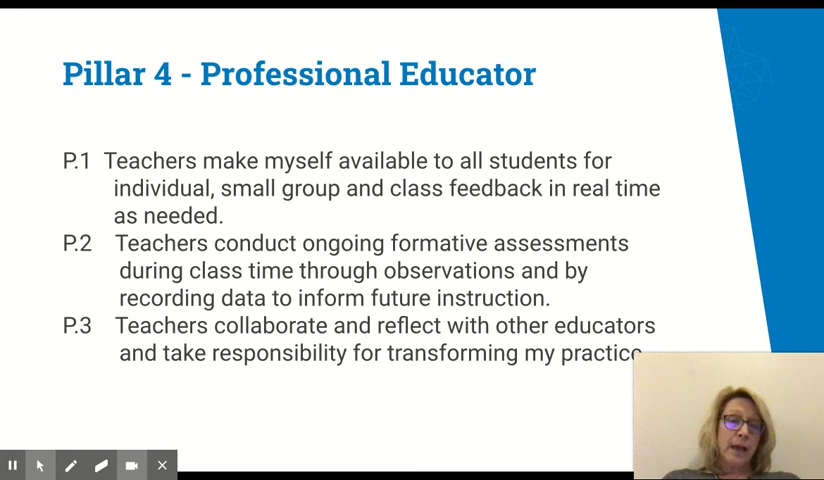 Pillar 4 - Professional Educator
P.1 Teachers make myself available to all students for
individual, small group and class feedback in real time
as needed.
P.2 Teachers conduct ongoing formative assessments
during class time through observations and by
recording data to inform future instruction.
P.3 Teachers collaborate and reflect with other educators
and take responsibility for transforming my practice